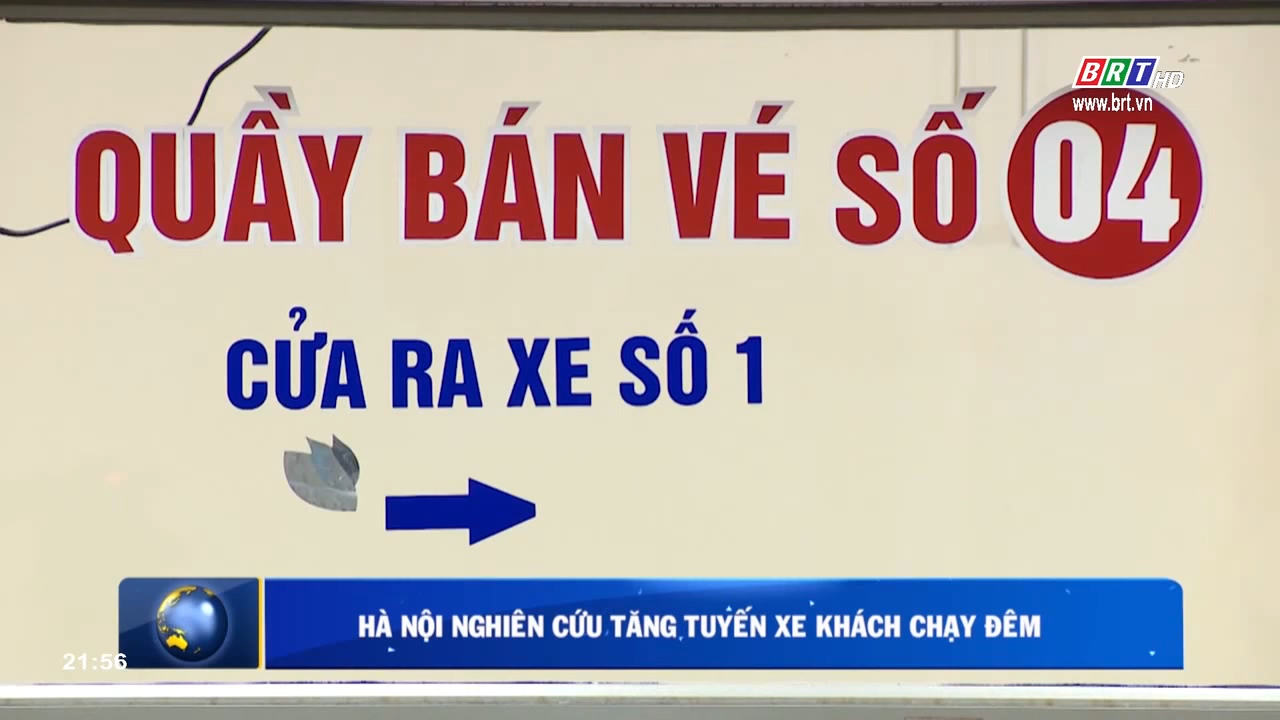 BRT HD
www.brt.vn
QUẦY BÁN VÉ SỐ 04
CỬA RA XE SỐ 1
HÀ NỘI NGHIÊN CỨU TĂNG TUYẾN XE KHÁCH CHẠY ĐÊM
21:56